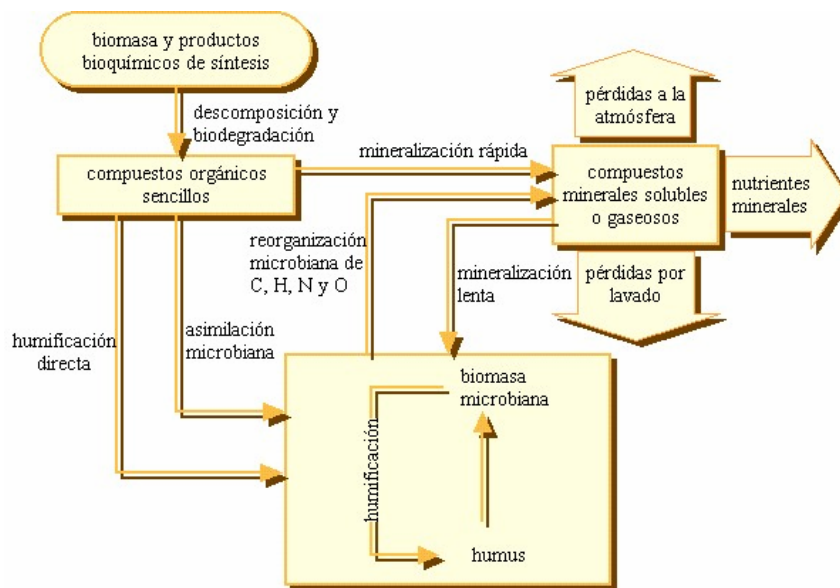 biomasa y productos
bioquímicos de síntesis
descomposición y
biodegradación
compuestos orgánicos
sencillos
mineralización rápida
pérdidas a la
atmósfera
compuestos
minerales solubles
o gaseosos
nutrientes
minerales
pérdidas por
lavado
reorganización
microbiana de
C, H, N y O
mineralización
lenta
humificación
directa
asimilación
microbiana
biomasa
microbiana
humificación
humus